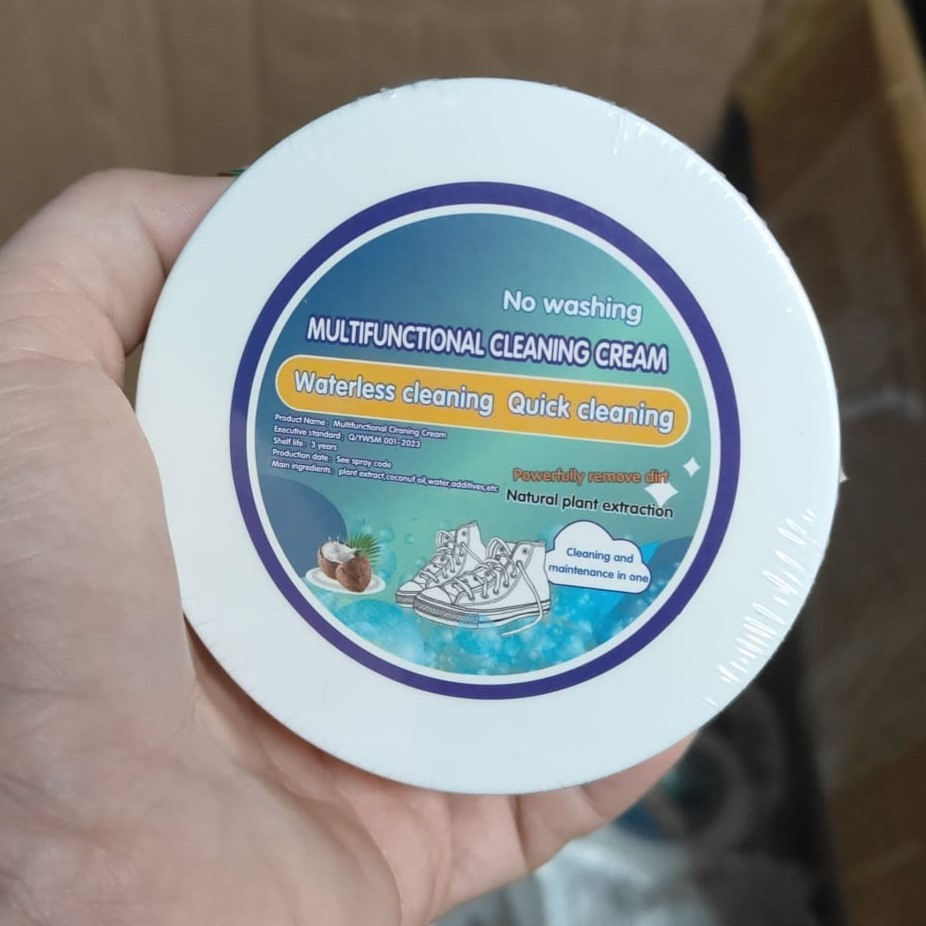 No washing
MULTIFUNCTIONAL CLEANING CREAM
Waterless cleaning Quick cleaning
Product Name: Multifunctional Claraning Cream
Executive standard: Q/YWSM 001-2023
Shelf life: 3 years
Production date: See spray code
Main ingredients: plant extract,coconuf oil,water,additives,etc
Powerfully remove dirt
Natural plant extraction
Cleaning and
maintenance in one